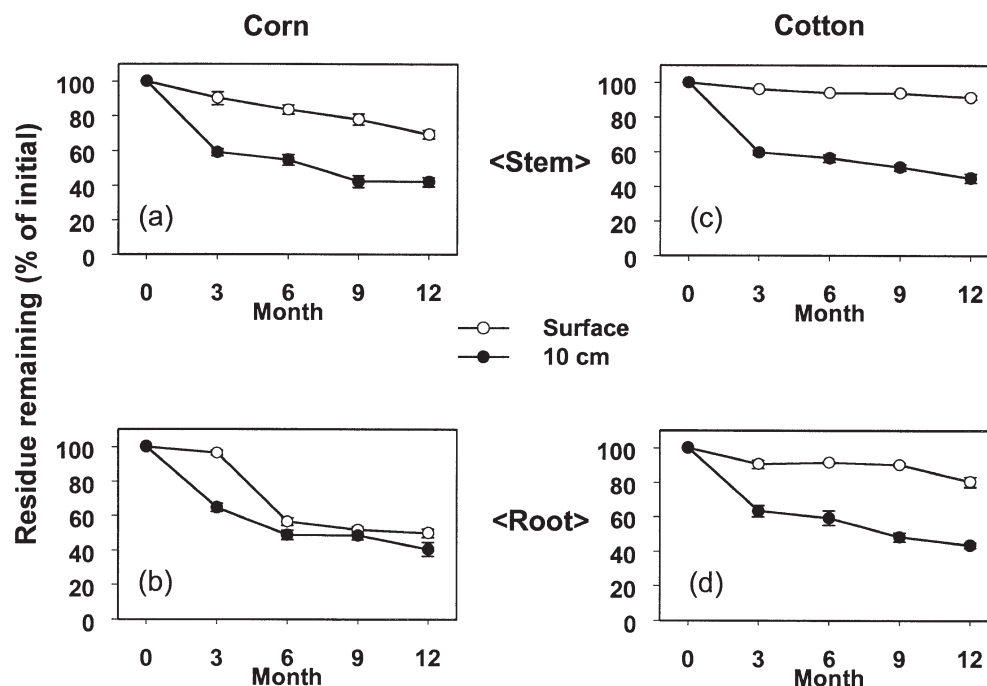 Corn
Cotton
Residue remaining (% of initial)
100
80
60
40
20
0
(a)
0 3 6 9 12
Month
<Stem>
100
80
60
40
20
0
(c)
0 3 6 9 12
Month
Surface
10 cm
100
80
60
40
20
0
(b)
0 3 6 9 12
Month
<Root>
100
80
60
40
20
0
(d)
0 3 6 9 12
Month